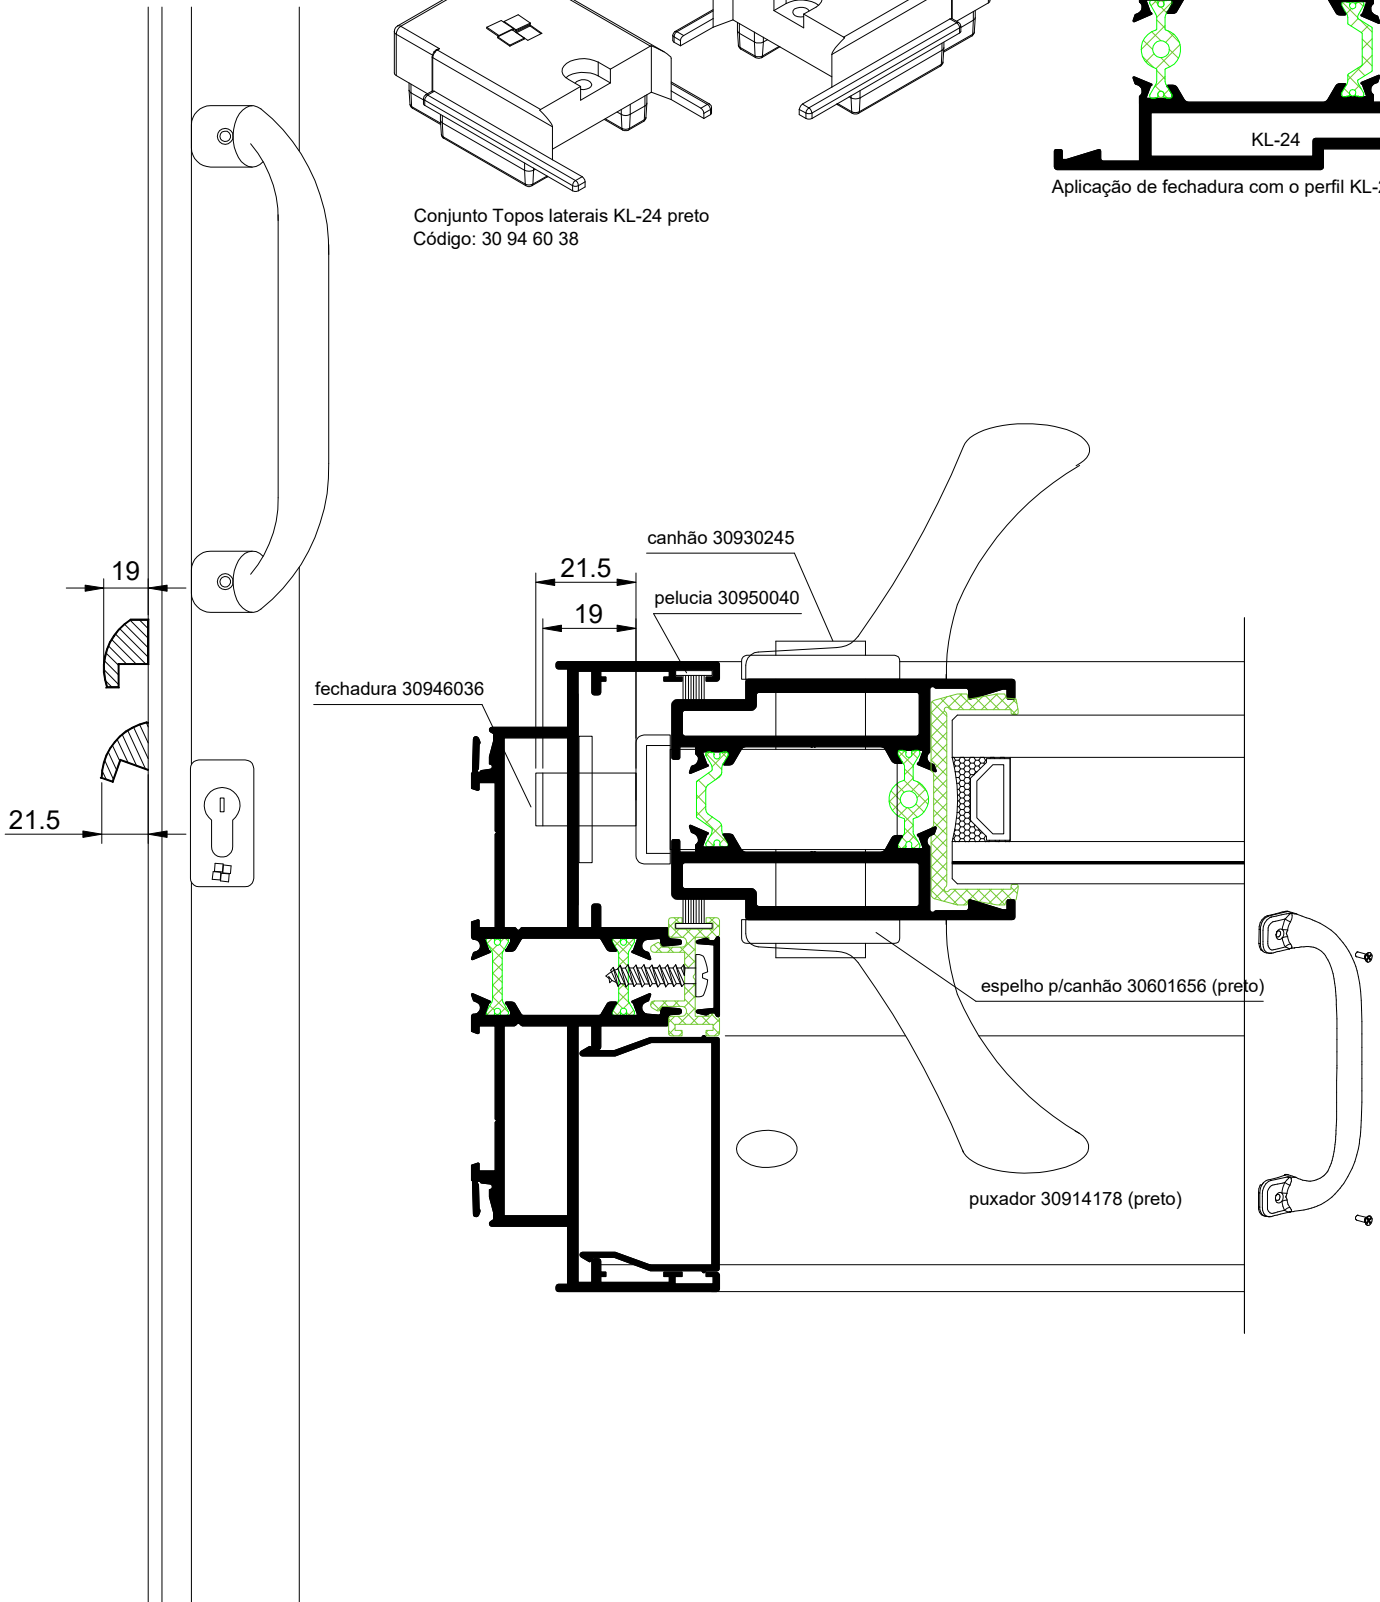 KL-24
Aplicação de fechadura com o perfil
Conjunto Topos laterais KL-24 preto
Código: 30 94 60 38
canhão 30930245
19
21.5
pelucia 30950040
19
fechadura 30946036
21.5
espelho p/canhão 30601656 (preto)
puxador 30914178 (preto)